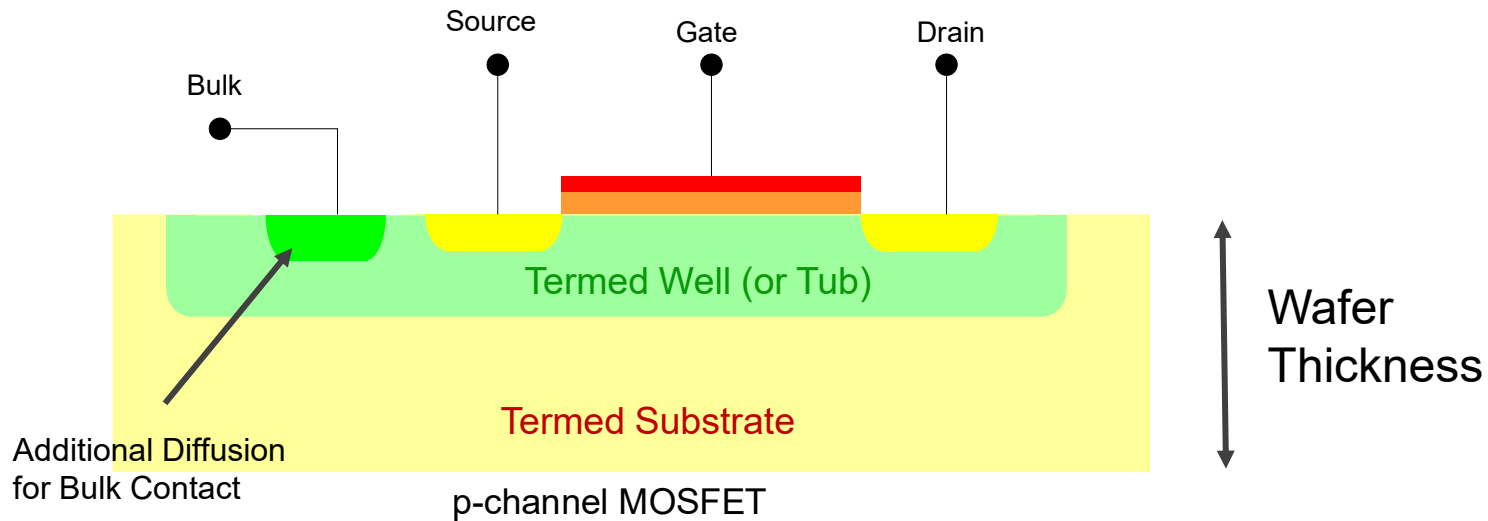 Source
Gate
Drain
Bulk
Termed Well (or Tub)
Wafer
Thickness
Termed Substrate
Additional Diffusion
for Bulk Contact
p-channel MOSFET